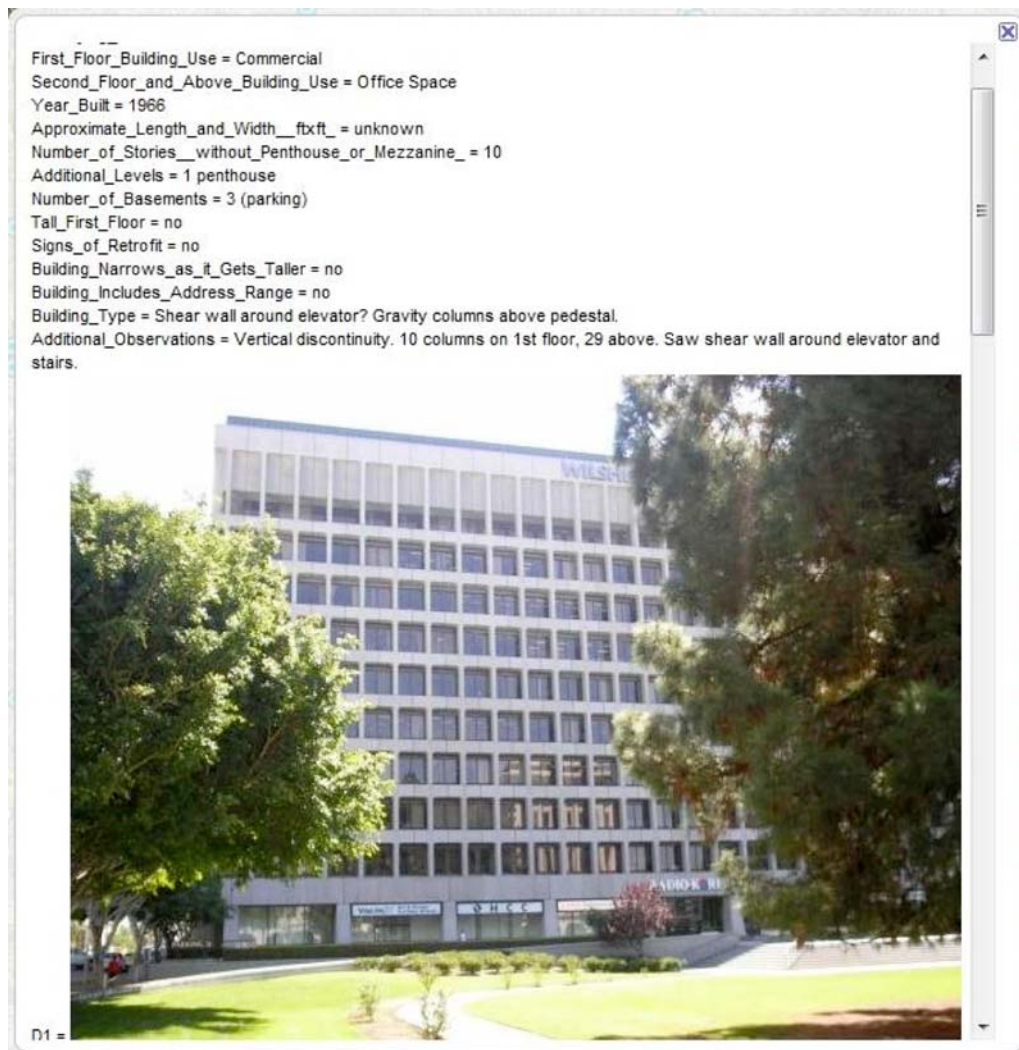 First_Floor_Building_Use = Commercial
Second_Floor_and_Above_Building_Use = Office Space
Year_Built = 1966
Approximate_Length_and_Width__ftxft_ = unknown
Number_of_Stories__without_Penthouse_or_Mezzanine_ = 10
Additional_Levels = 1 penthouse
Number_of_Basements = 3 (parking)
Tall_First_Floor = no
Signs_of_Retrofit = no
Building_Narrows_as_it_Gets_Taller = no
Building_Includes_Address_Range = no
Building_Type = Shear wall around elevator? Gravity columns above pedestal.
Additional_Observations = Vertical discontinuity. 10 columns on 1st floor, 29 above. Saw shear wall around elevator and
stairs.
HCC
RADIO K
D1 =